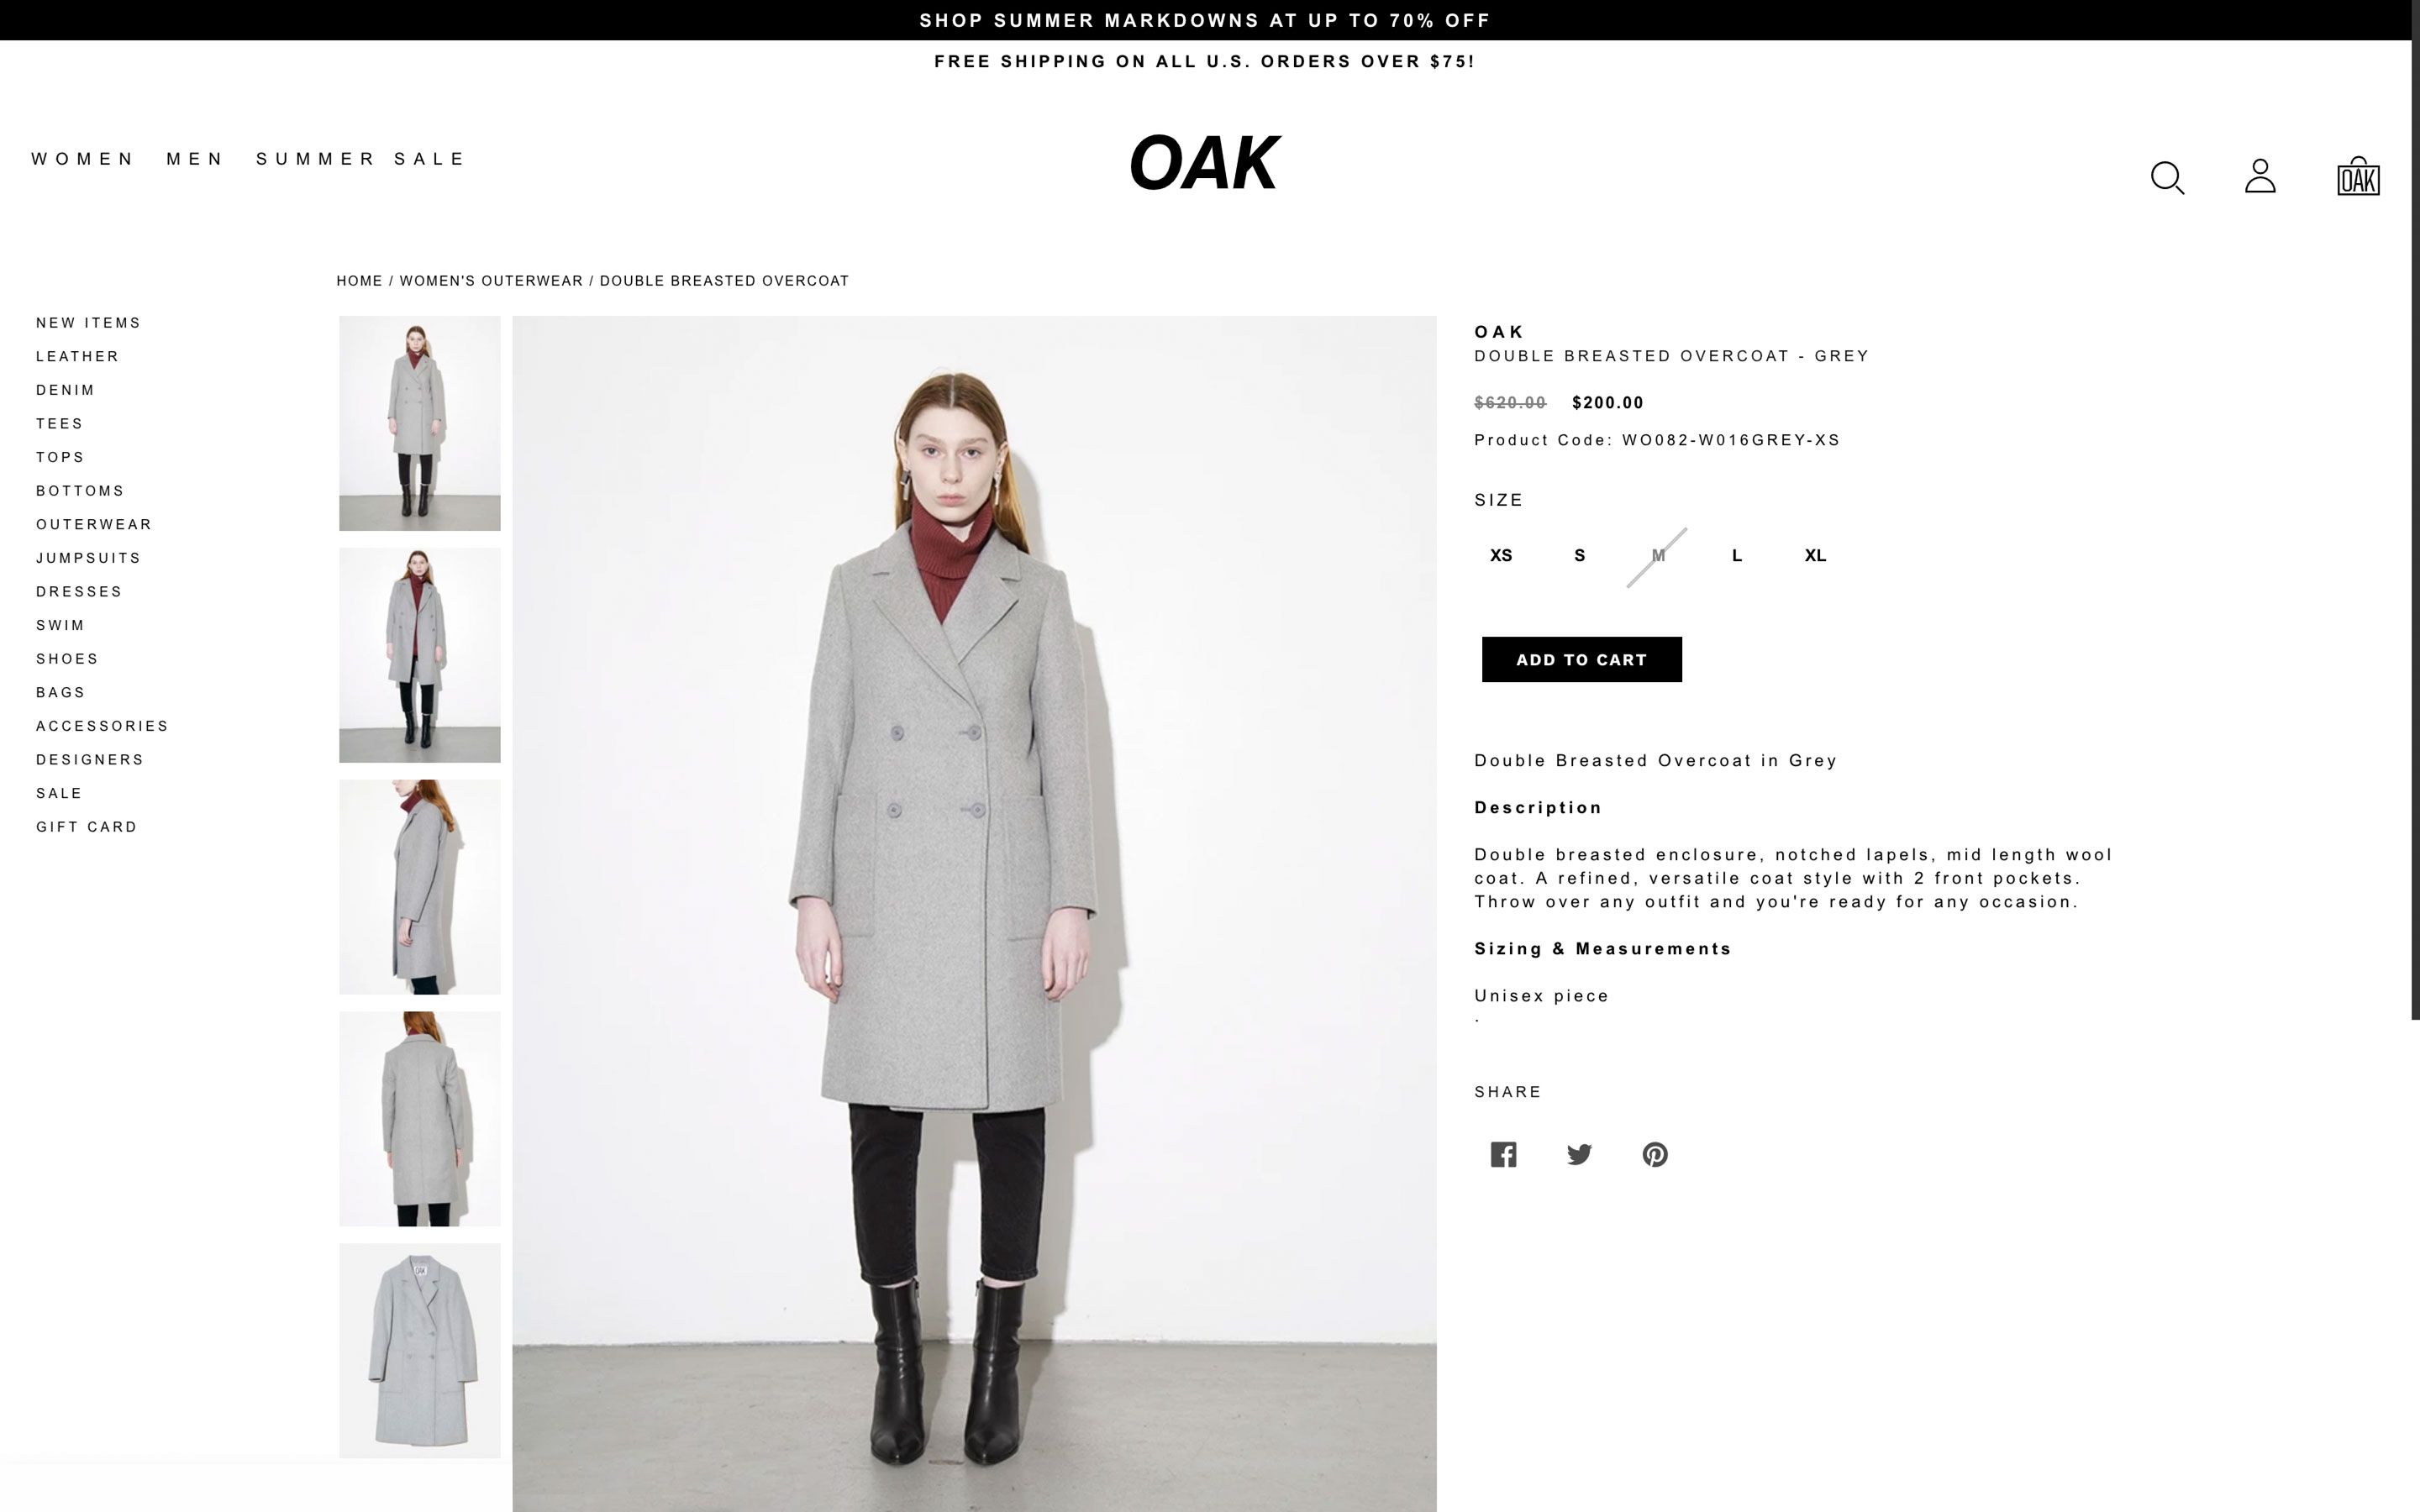 SHOP SUMMER MARKDOWNS AT UP TO 70% OFF
FREE SHIPPING ON ALL U.S. ORDERS OVER $75!
WOMEN MEN SUMMER SALE
OAK
OAK
HOME / WOMEN'S OUTERWEAR / DOUBLE BREASTED OVERCOAT
NEW ITEMS
LEATHER
DENIM
TEES
TOPS
BOTTOMS
OUTERWEAR
JUMPSUITS
DRESSES
SWIM
SHOES
BAGS
ACCESSORIES
DESIGNERS
SALE
GIFT CARD
OAK
OAK
DOUBLE BREASTED OVERCOAT - GREY
$620.00 $200.00
Product Code: WO082-W016GREY-XS
SIZE
XS S M L XL
ADD TO CART
Double Breasted Overcoat in Grey
Description
Double breasted enclosure, notched lapels, mid length wool
coat. A refined, versatile coat style with 2 front pockets.
Throw over any outfit and you're ready for any occasion.
Sizing & Measurements
Unisex piece
.
SHARE